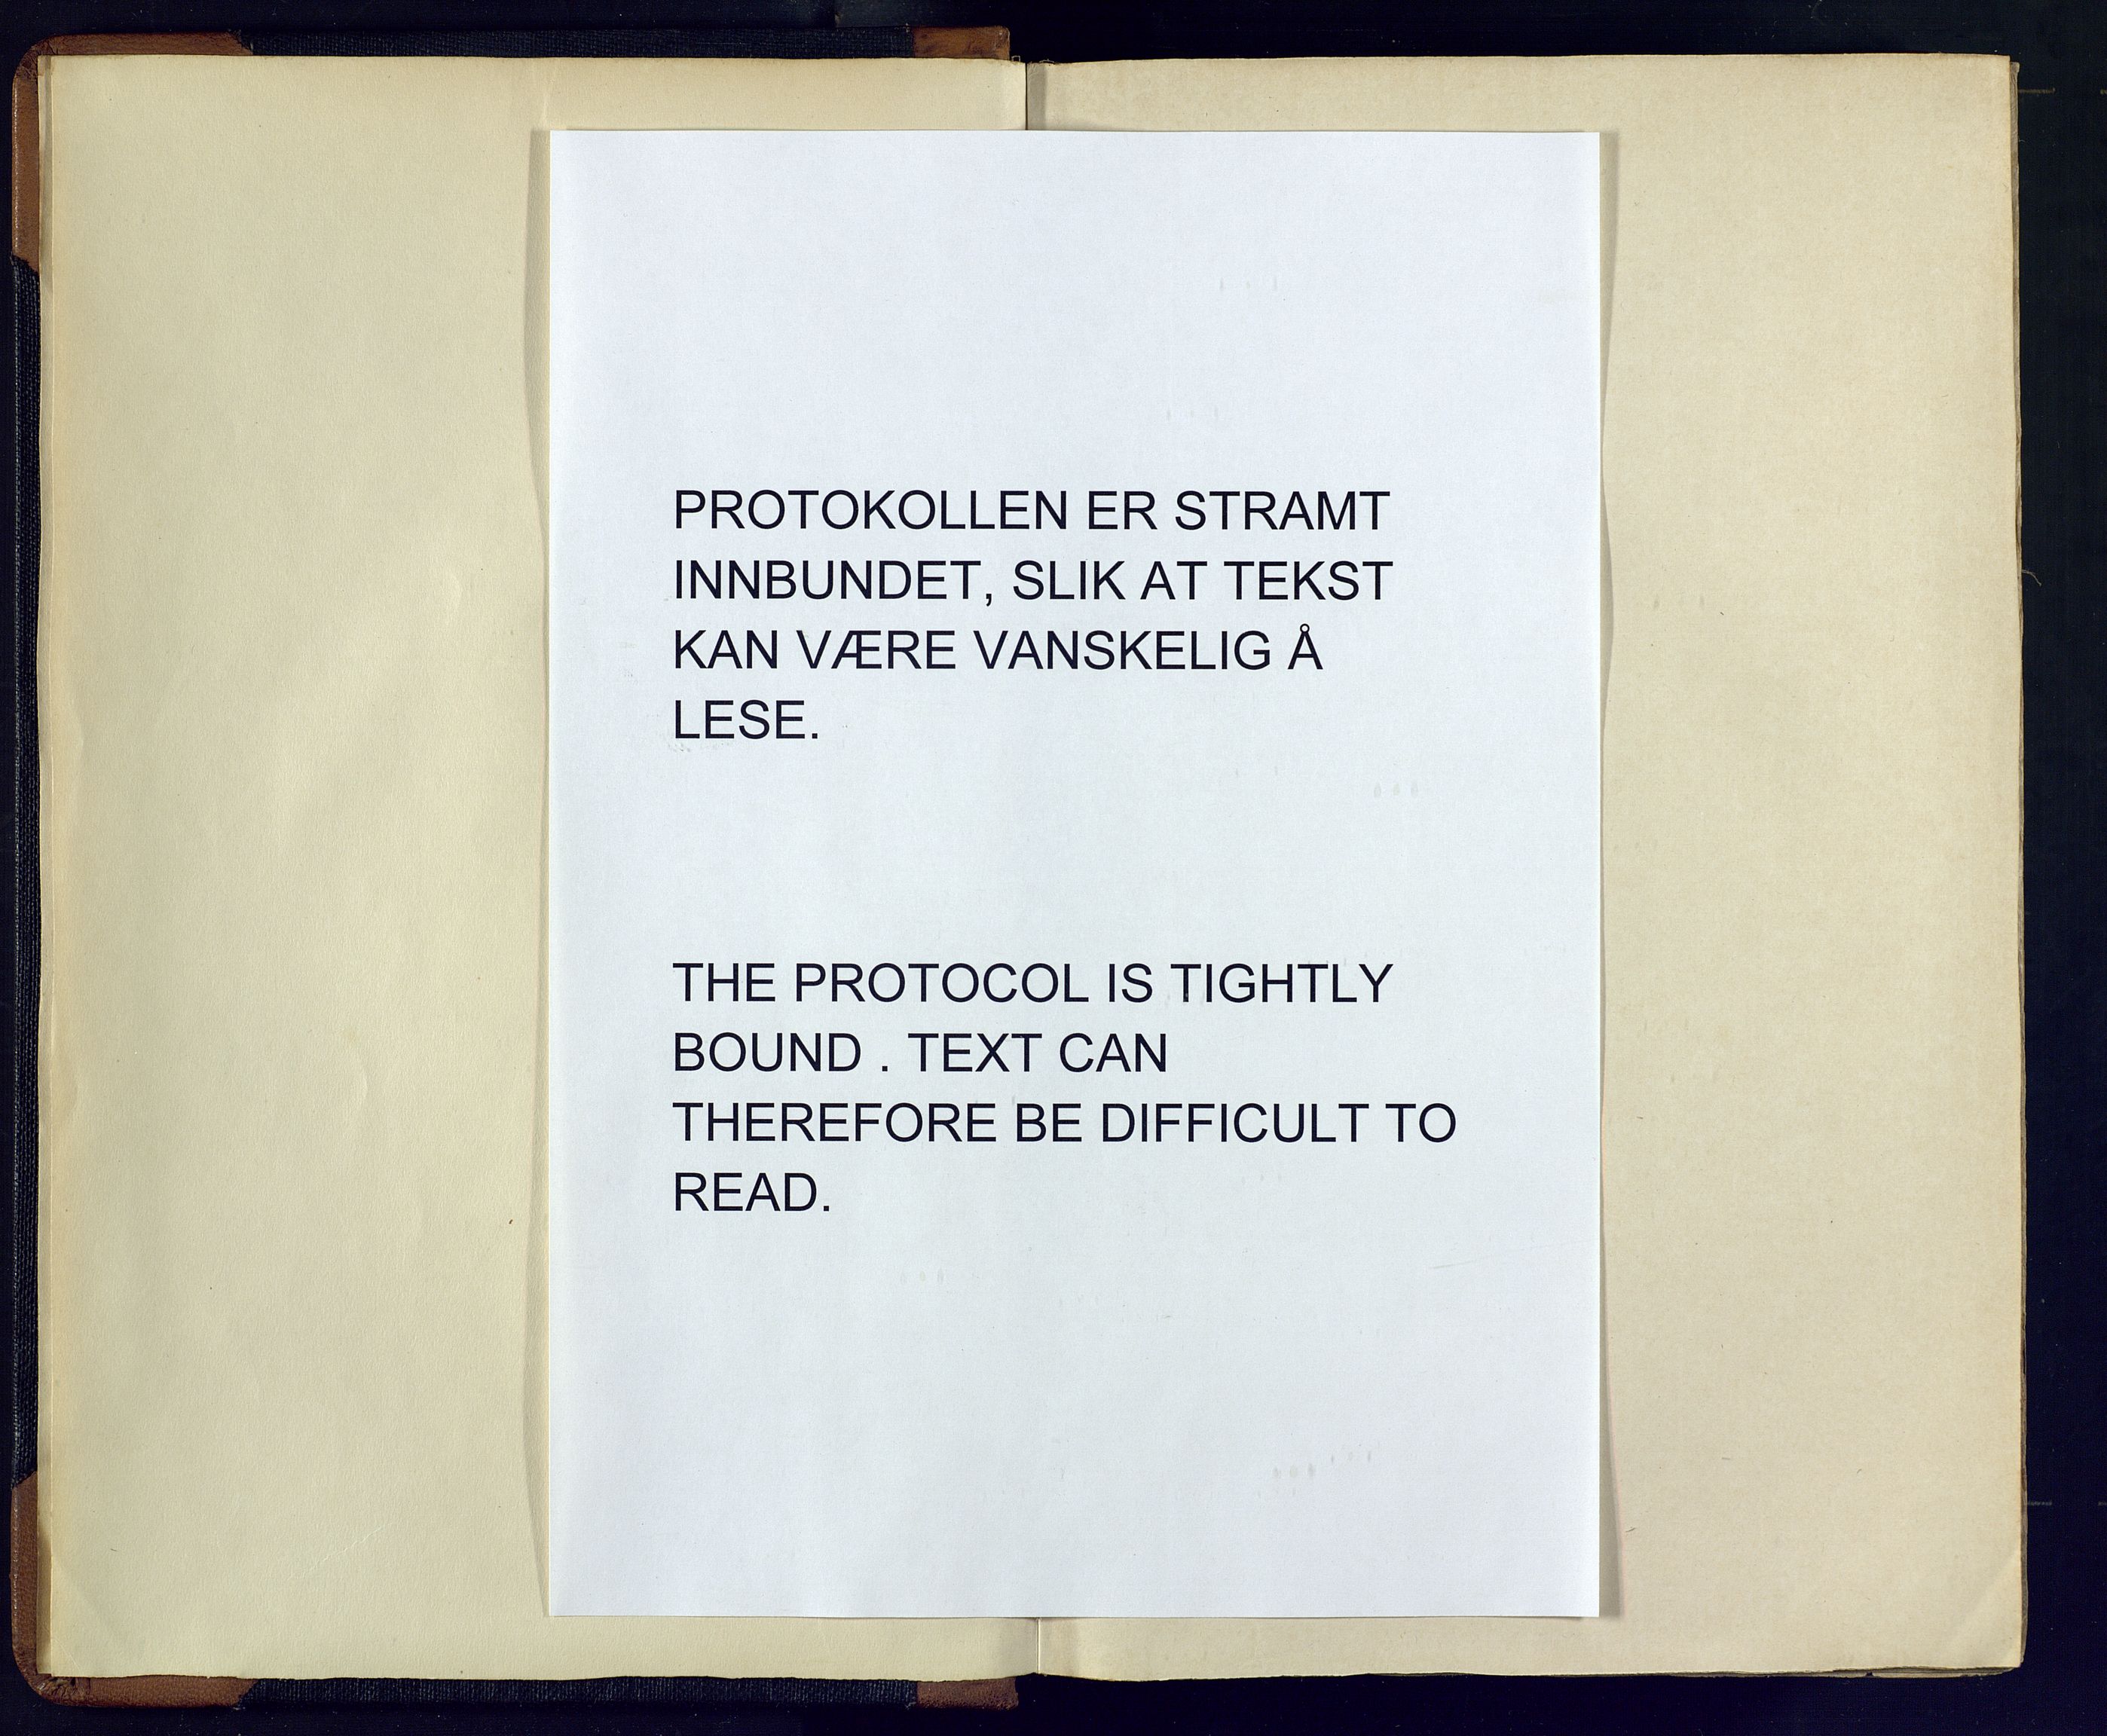 PROTOKOLLEN ER STRAMT
INNBUNDET, SLIK AT TEKST
KAN VÆRE VANSKELIG Å
LESE.
THE PROTOCOL IS TIGHTLY
BOUND . TEXT CAN
THEREFORE BE DIFFICULT TO
READ.